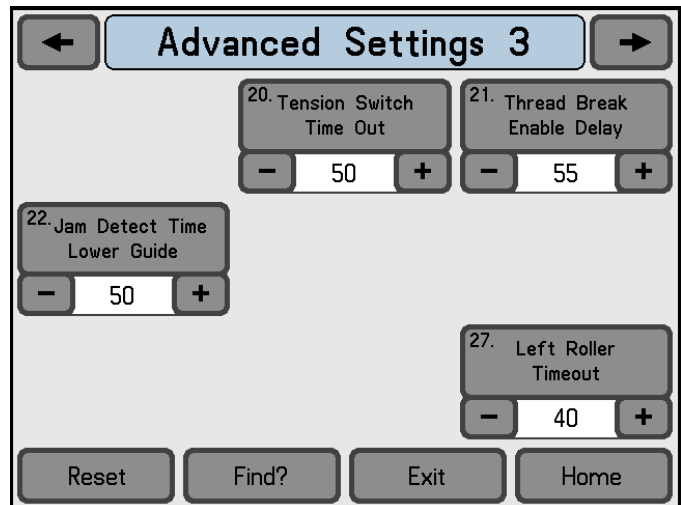 ← Advanced Settings 3 →
20. Tension Switch
Time Out
- 50 +
21. Thread Break
Enable Delay
- 55 +
22. Jam Detect Time
Lower Guide
- 50 +
27. Left Roller
Timeout
- 40 +
Reset Find? Exit Home